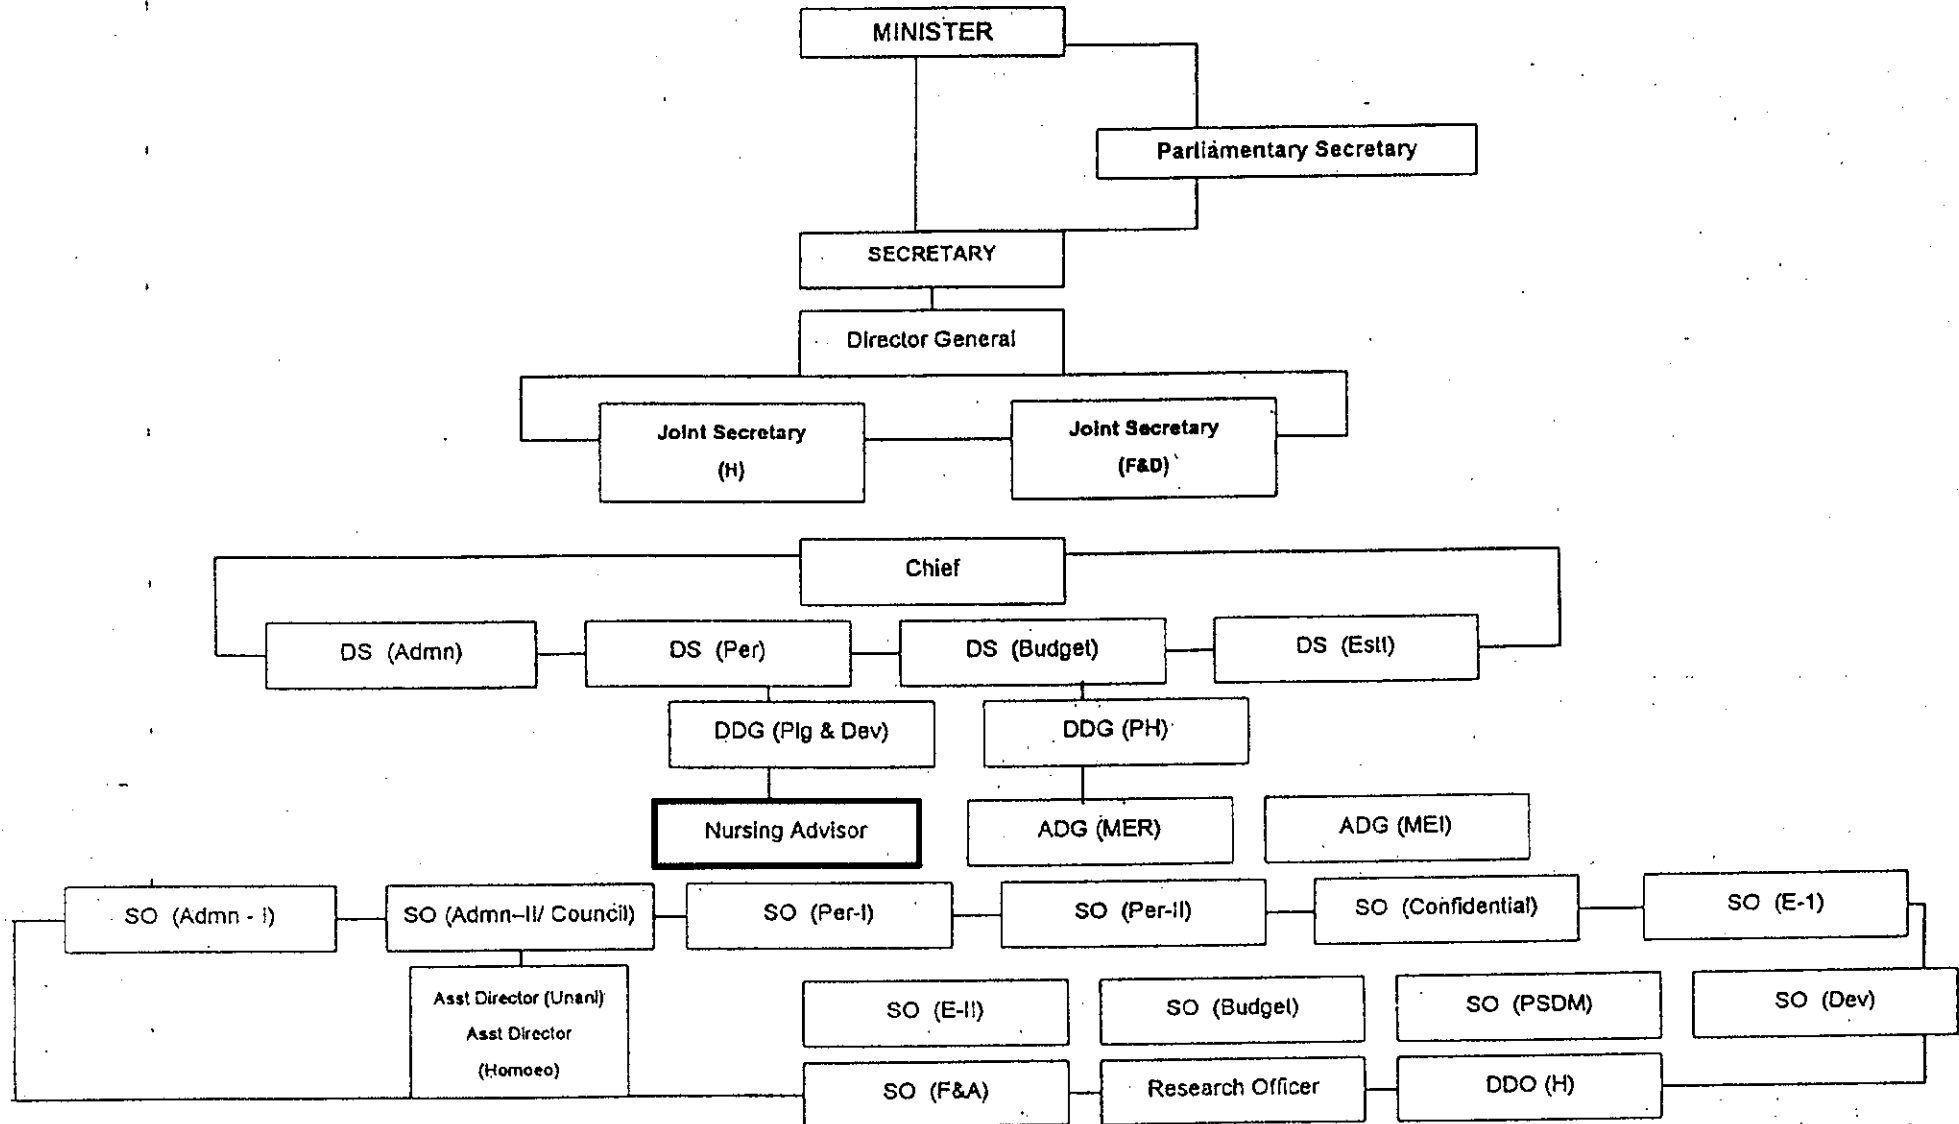 MINISTER
Parliamentary Secretary
SECRETARY
Director General
Joint Secretary
(H)
Joint Secretary
(F&D)
Chief
DS (Admn)
DS (Per)
DS (Budget)
DS (Estt)
DDG (Plg & Dev)
DDG (PH)
Nursing Advisor
ADG (MER)
ADG (MEI)
SO (Admn - I)
SO (Admn–II/ Council)
SO (Per-I)
SO (Per-II)
SO (Confidential)
SO (E-1)
Asst Director (Unani)
Asst Director
(Homoeo)
SO (E-II)
SO (Budget)
SO (PSDM)
SO (Dev)
SO (F&A)
Research Officer
DDO (H)